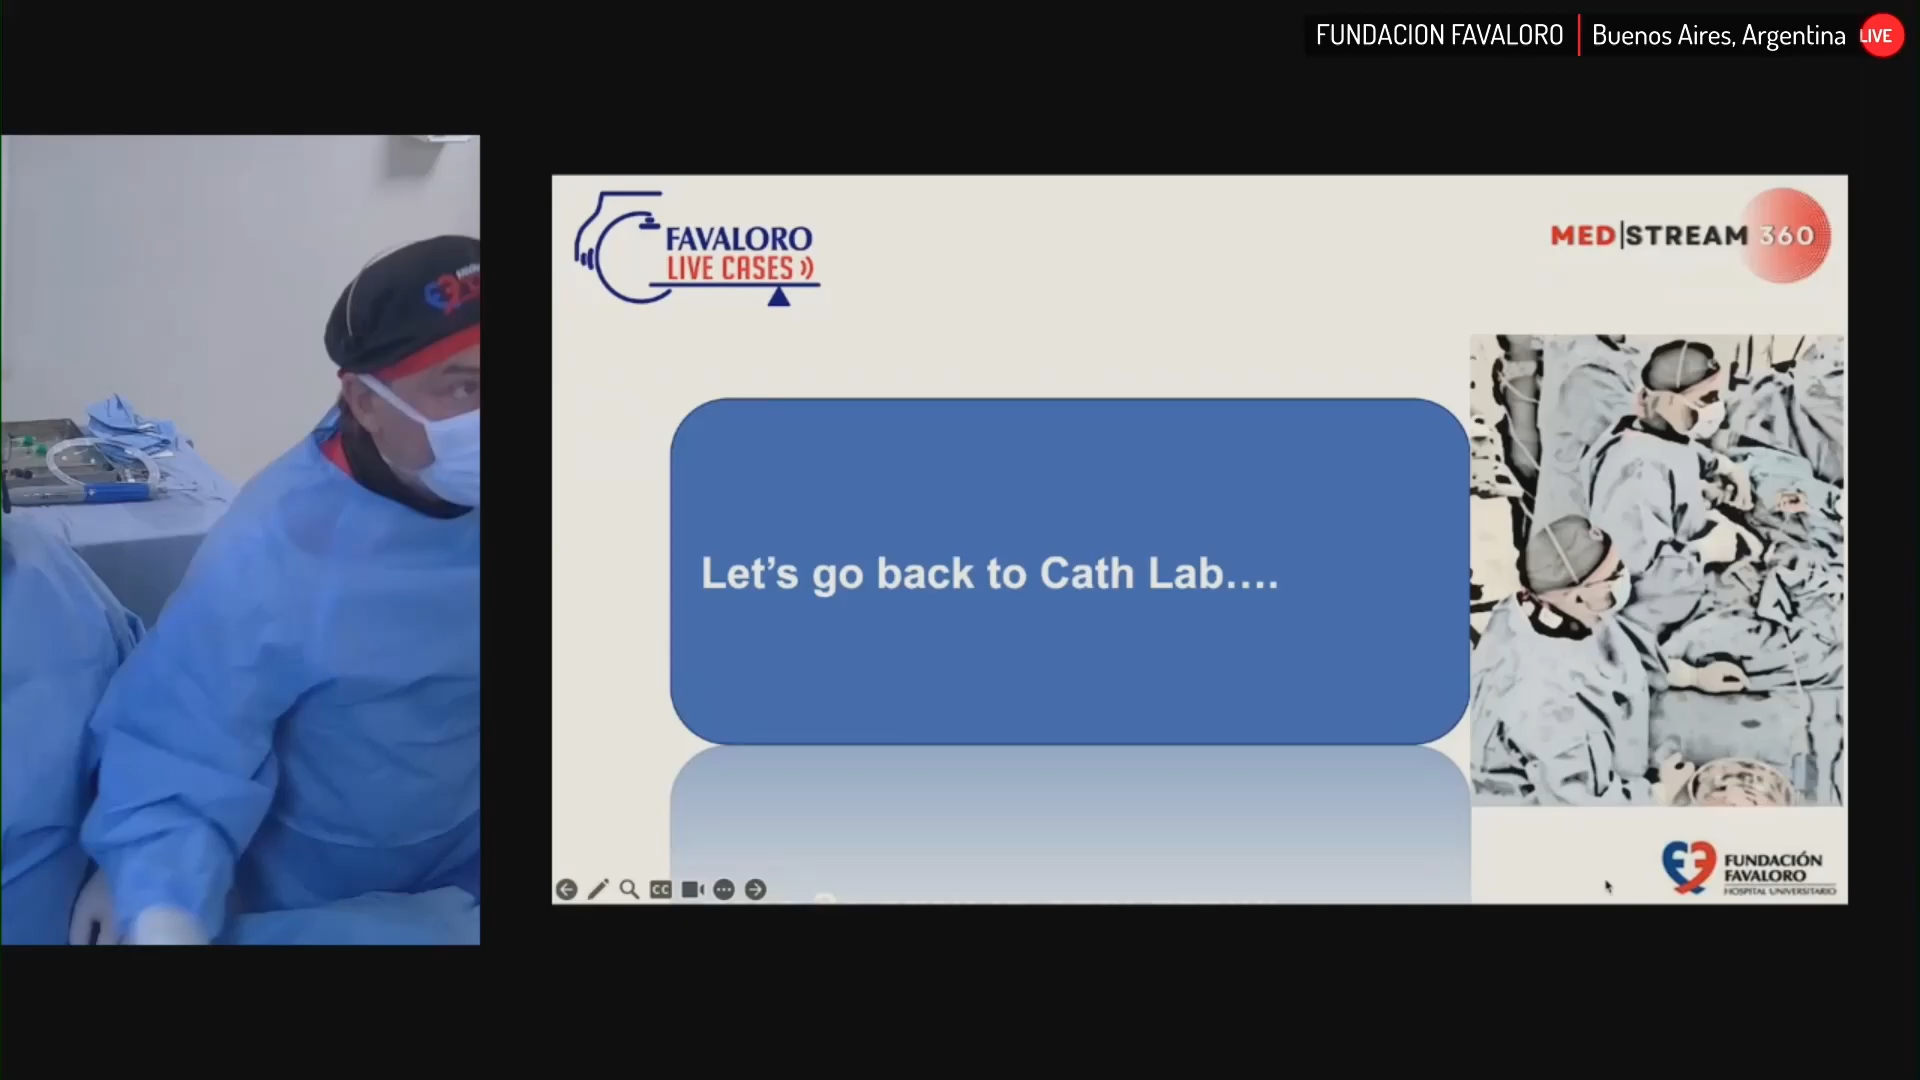 FUNDACION FAVALORO | Buenos Aires, Argentina LIVE
FAVALORO
LIVE CASES
MED|STREAM 360
Let’s go back to Cath Lab....
CC
FUNDACIÓN
FAVALORO
HOSPITAL UNIVERSITARIO